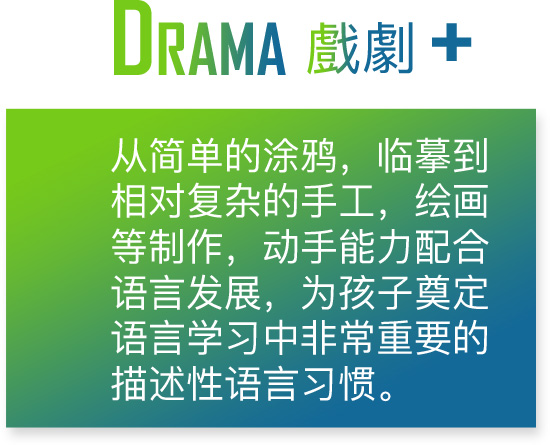 DRAMA 戲劇 +
从简单的涂鸦，临摹到
相对复杂的手工，绘画
等制作，动手能力配合
语言发展，为孩子奠定
语言学习中非常重要的
描述性语言习惯。